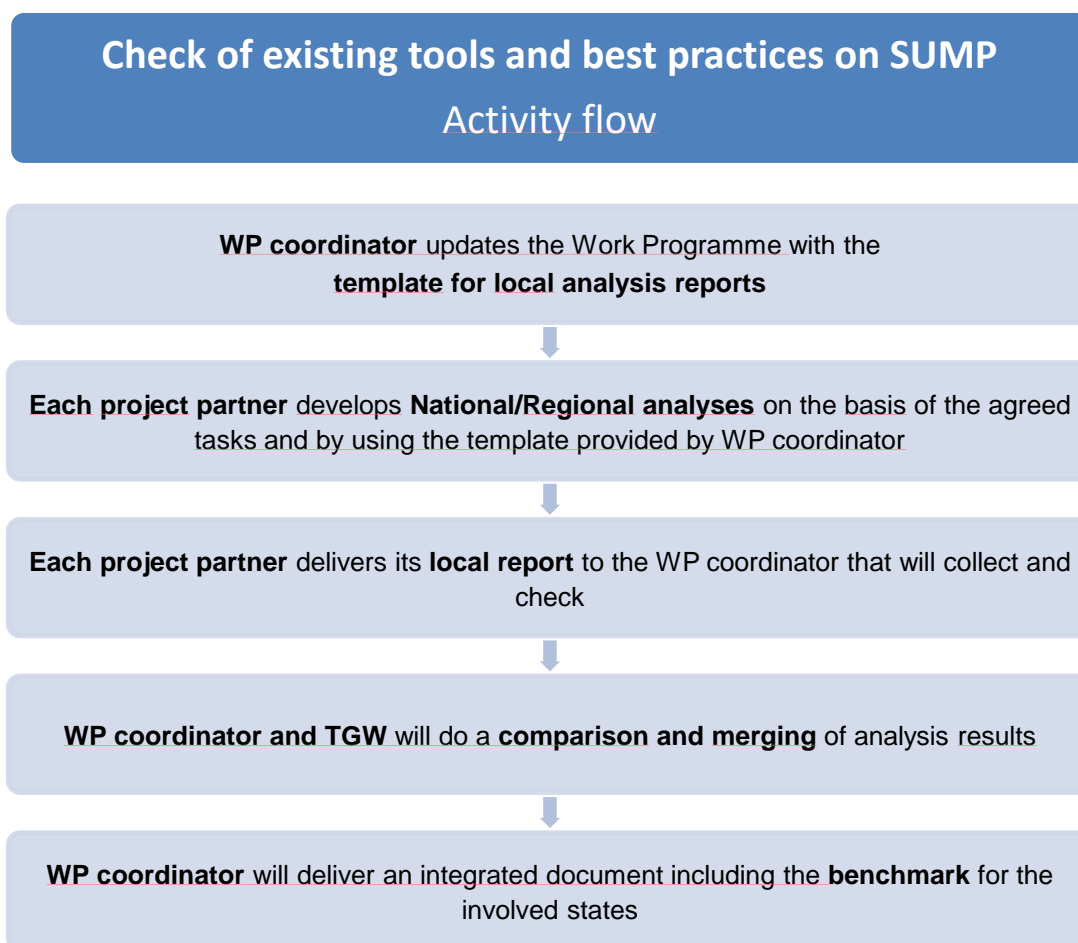 Check of existing tools and best practices on SUMP
Activity flow
WP coordinator updates the Work Programme with the
template for local analysis reports
Each project partner develops National/Regional analyses on the basis of the agreed
tasks and by using the template provided by WP coordinator
Each project partner delivers its local report to the WP coordinator that will collect and
check
WP coordinator and TGW will do a comparison and merging of analysis results
WP coordinator will deliver an integrated document including the benchmark for the
involved states